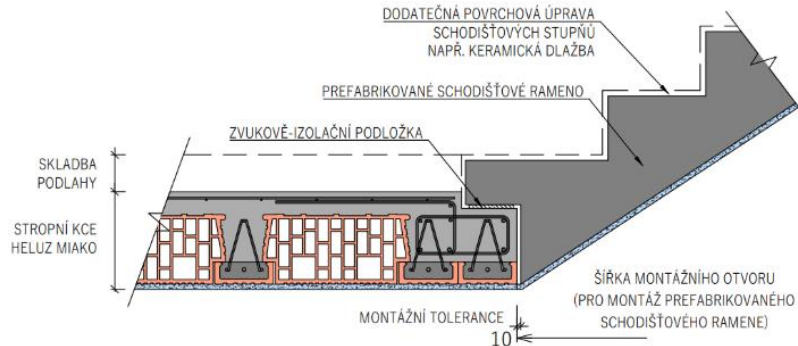 DODATEČNÁ POVRCHOVÁ ÚPRAVA
SCHODIŠŤOVÝCH STUPŇŮ
NAPŘ. KERAMICKÁ DLAŽBA
PREFABRIKOVANÉ SCHODIŠŤOVÉ RAMENO
ZVUKOVĚ-IZOLAČNÍ PODLOŽKA
SKLADBA
PODLAHY
STROPNÍ KCE
HELUZ MIAKO
ŠÍŘKA MONTÁŽNÍHO OTVORU
(PRO MONTÁŽ PREFABRIKOVANÉHO
SCHODIŠŤOVÉHO RAMENE)
MONTÁŽNÍ TOLERANCE
10